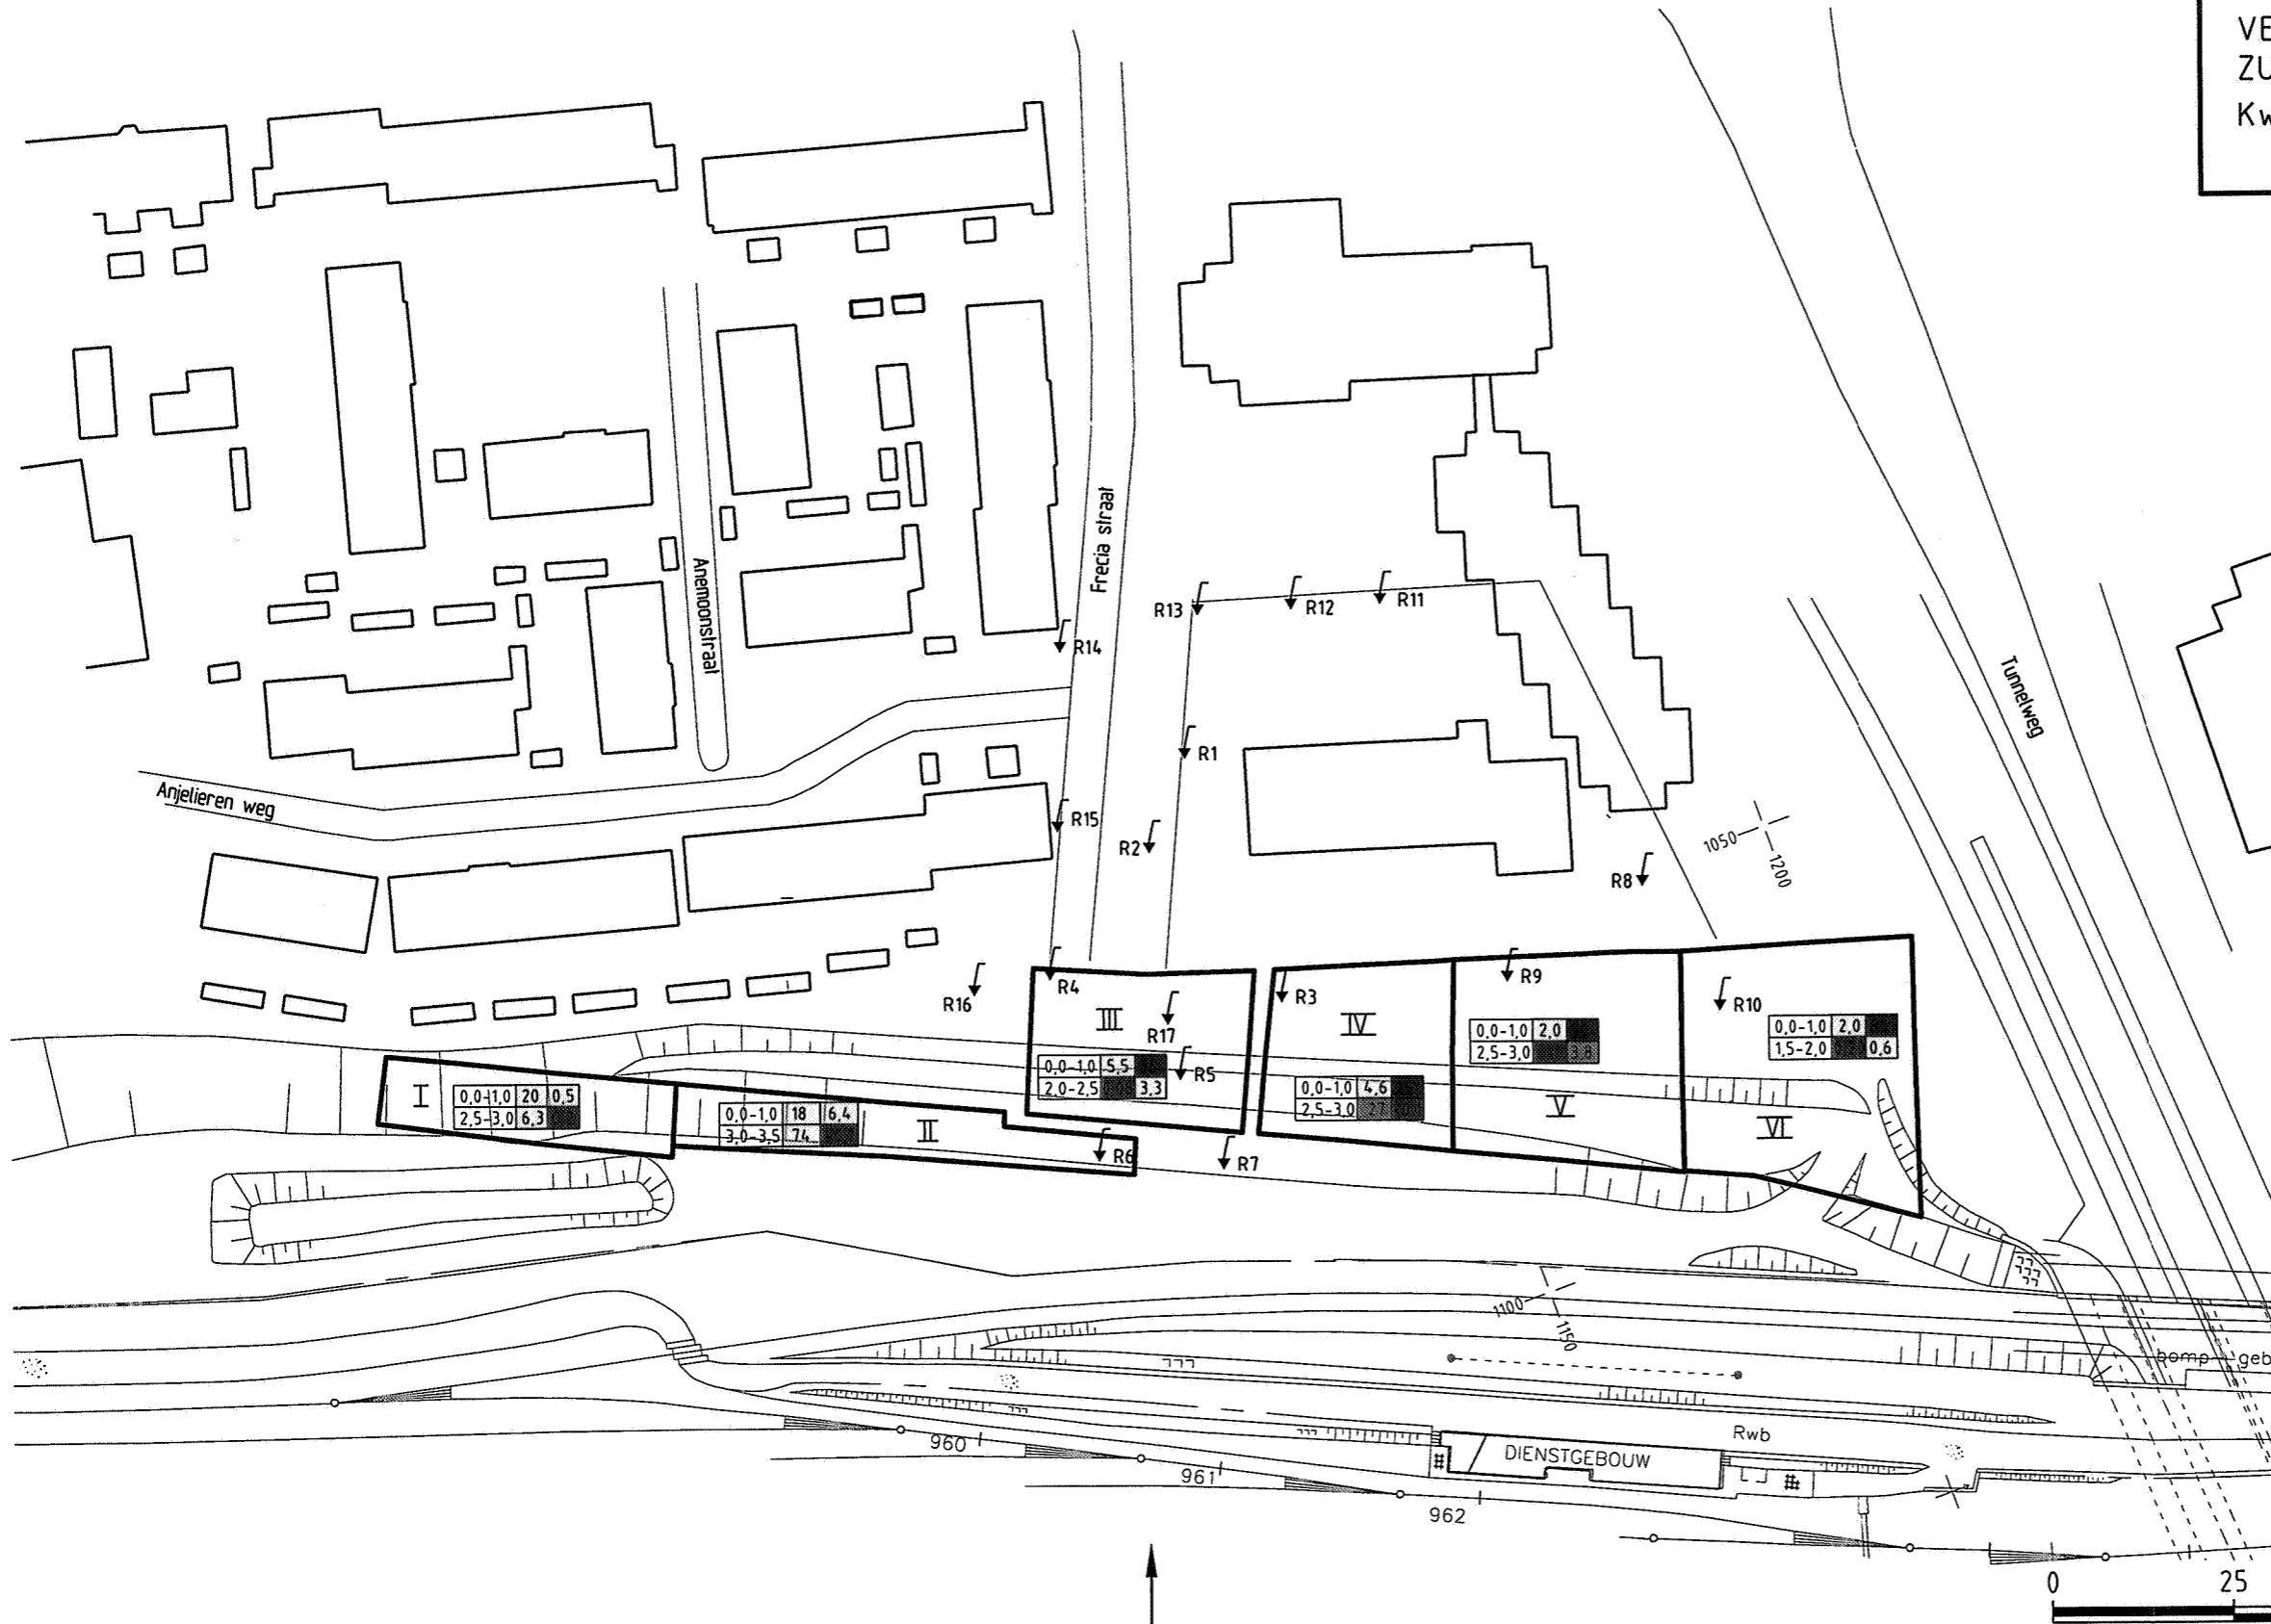 VE
ZU
Kw
Frecia straat
Anemoonstraat
Anjelieren weg
Tunnelweg
R13
R12
R11
R14
R1
R15
R2
R8
1050
1200
R16
R4
R3
R9
R10
III
R17
IV
R5
0,0-1,0 2,0
2,5-3,0 3,8
0,0-1,0 2,0
1,5-2,0 0,6
0,0-1,0 5,5
2,0-2,5 3,3
0,0-1,0 4,6
2,5-3,0 27
I
0,0-1,0 20 0,5
2,5-3,0 6,3
0,0-1,0 18 6,4
3,0-3,5 74
II
V
VI
R6
R7
1100
1150
bomp geb
Rwb
DIENSTGEBOUW
960
961
962
0 25